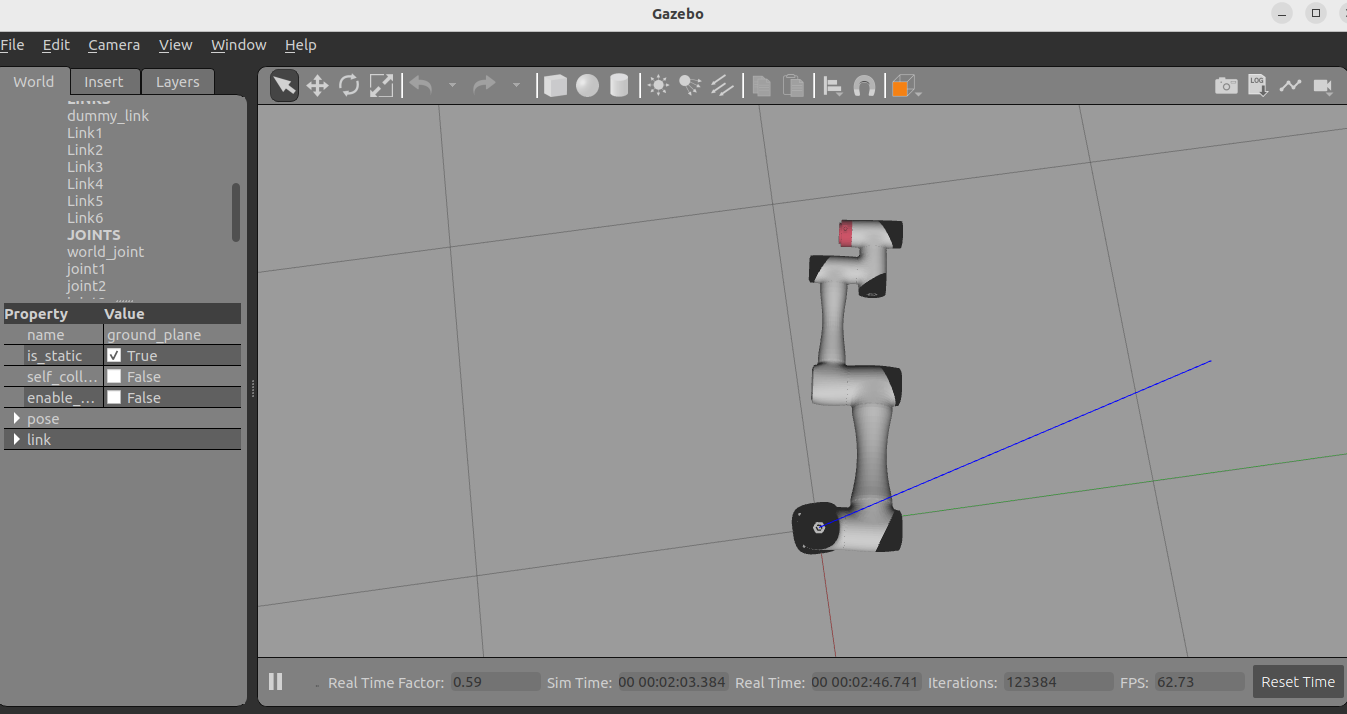 Gazebo
File Edit Camera View Window Help
World Insert Layers
LOG
LINKS
dummy_link
Link1
Link2
Link3
Link4
Link5
Link6
JOINTS
world_joint
joint1
joint2
Property Value
name ground_plane
is_static True
self_coll... False
enable_... False
pose
link
Real Time Factor: 0.59 Sim Time: 00 00:02:03.384 Real Time: 00 00:02:46.741 Iterations: 123384 FPS: 62.73 Reset Time